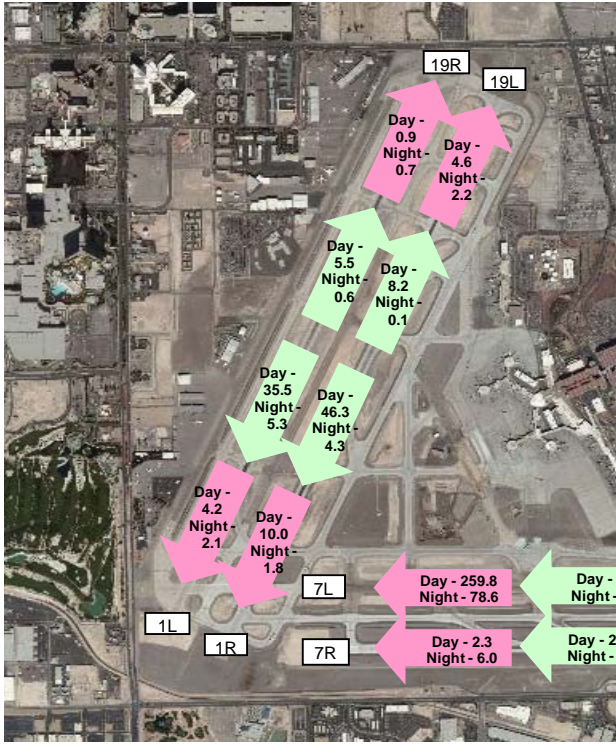 19R
19L
Day -
0.9
Night -
0.7
Day -
4.6
Night -
2.2
Day -
5.5
Night -
0.6
Day -
8.2
Night -
0.1
Day -
35.5
Night -
5.3
Day -
46.3
Night -
4.3
Day -
4.2
Night -
2.1
Day -
10.0
Night -
1.8
7L
Day - 259.8
Night - 78.6
Day -
Night -
1L
1R
7R
Day - 2.3
Night - 6.0
Day - 2
Night -